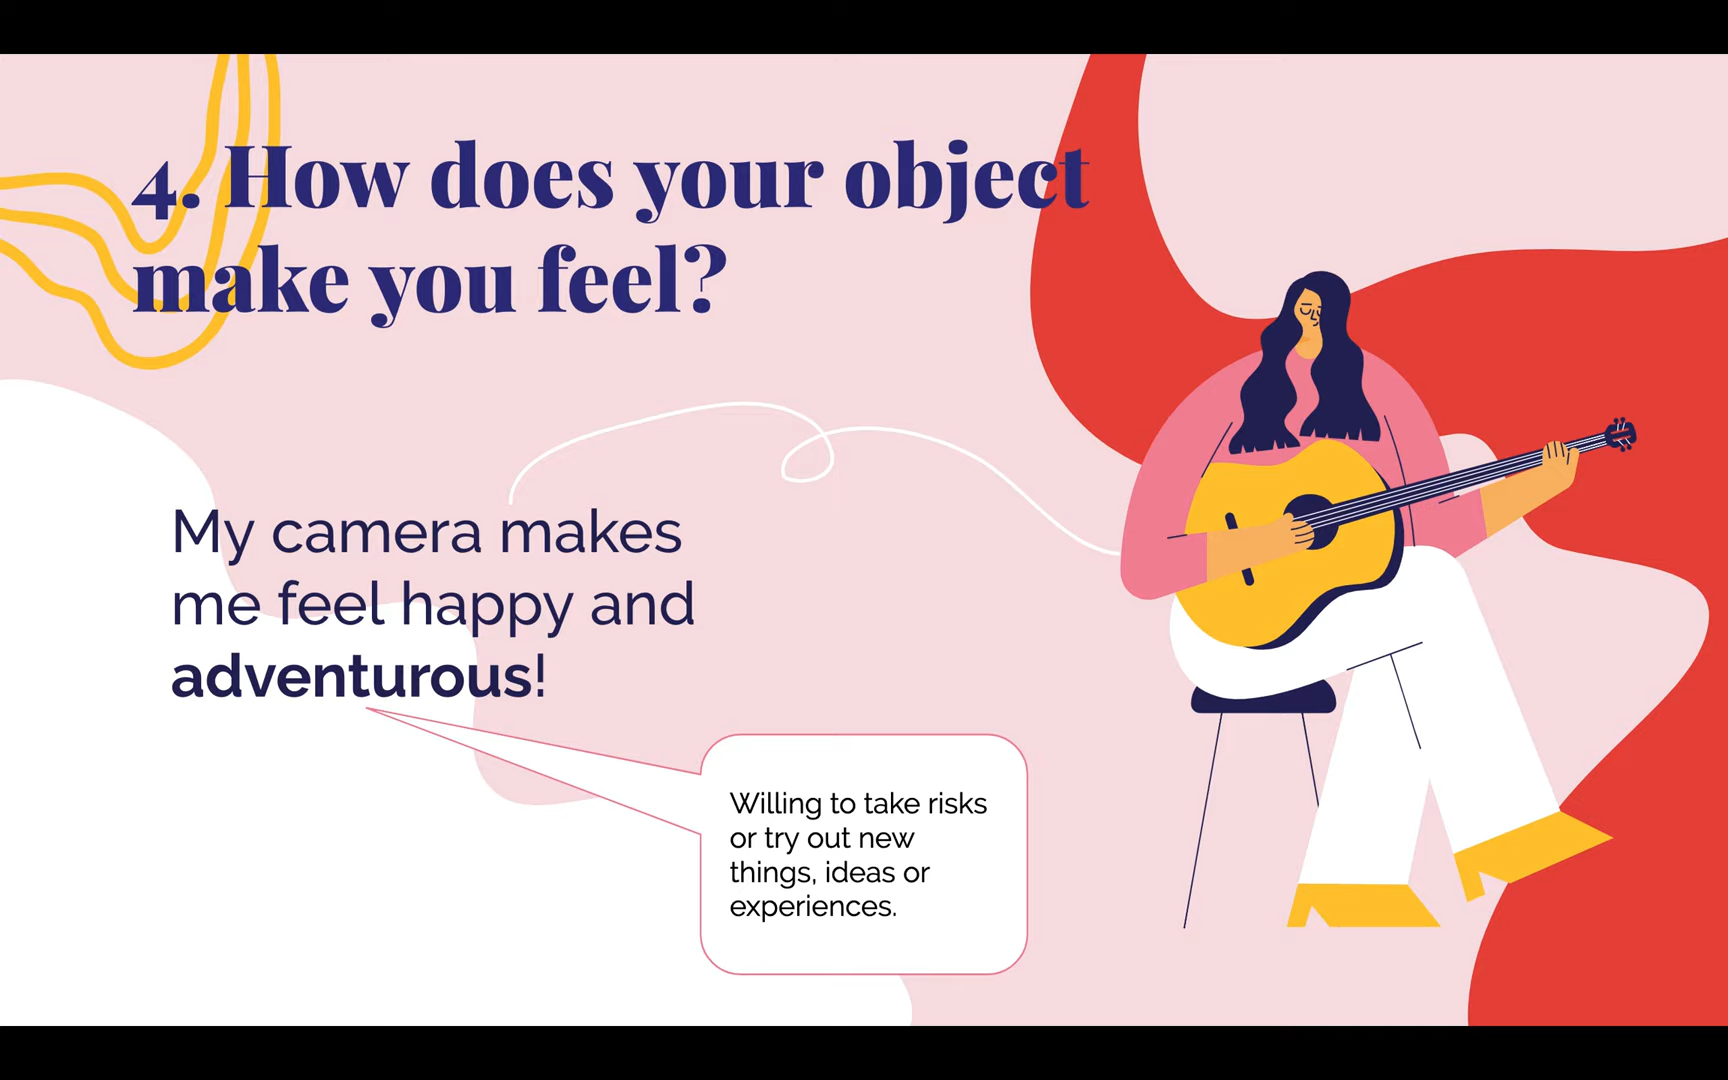 4. How does your object
make you feel?
My camera makes
me feel happy and
adventurous!
Willing to take risks
or try out new
things, ideas or
experiences.